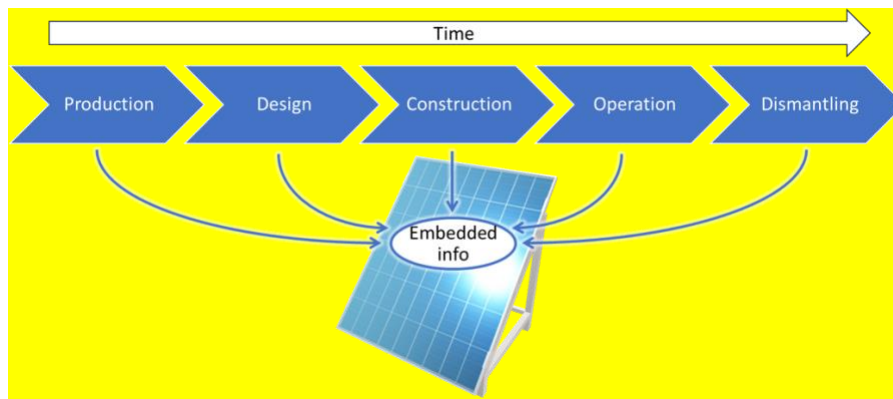 Time
Production
Design
Construction
Operation
Dismantling
Embedded
info